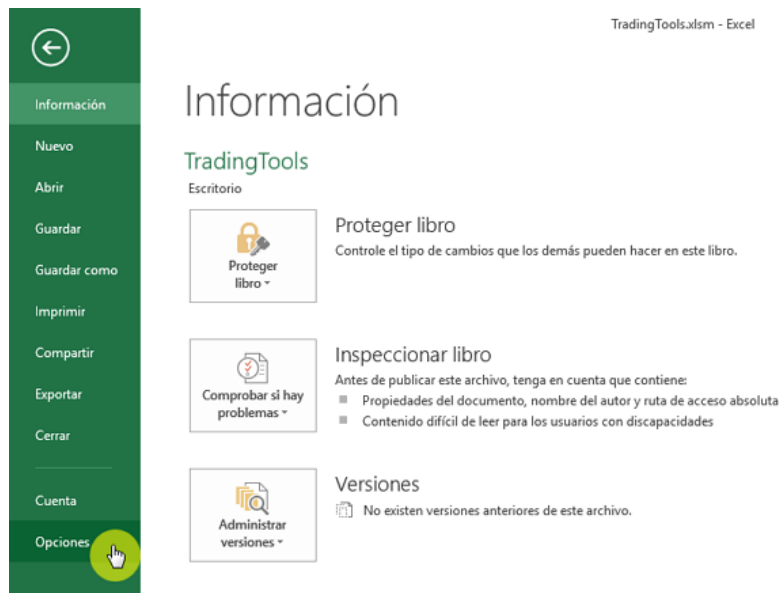 TradingTools.xlsm - Excel
Información
Nuevo
Abrir
Guardar
Guardar como
Imprimir
Compartir
Exportar
Cerrar
Cuenta
Opciones
Información
TradingTools
Escritorio
Proteger
libro
Proteger libro
Controle el tipo de cambios que los demás pueden hacer en este libro.
Comprobar si hay
problemas
Inspeccionar libro
Antes de publicar este archivo, tenga en cuenta que contiene:
Propiedades del documento, nombre del autor y ruta de acceso absoluta
Contenido difícil de leer para los usuarios con discapacidades
Administrar
versiones
Versiones
No existen versiones anteriores de este archivo.